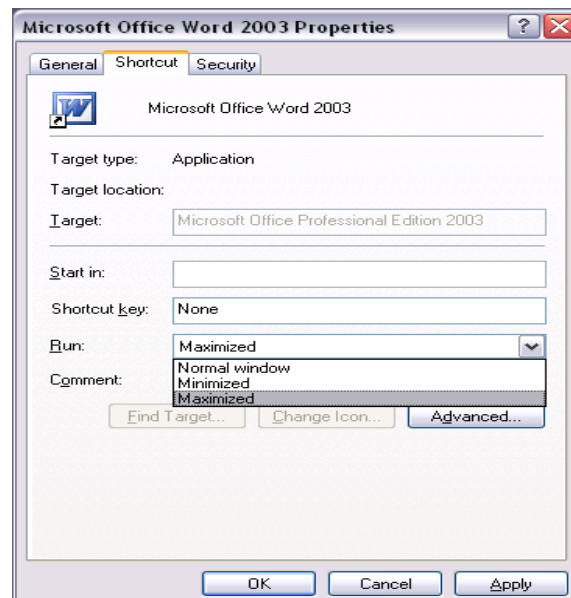 Microsoft Office Word 2003 Properties
General Shortcut Security
Microsoft Office Word 2003
Target type: Application
Target location:
Target: Microsoft Office Professional Edition 2003
Start in:
Shortcut key: None
Run: Maximized
Normal window
Minimized
Comment:
Maximized
Find Target... Change Icon... Advanced...
OK Cancel Apply